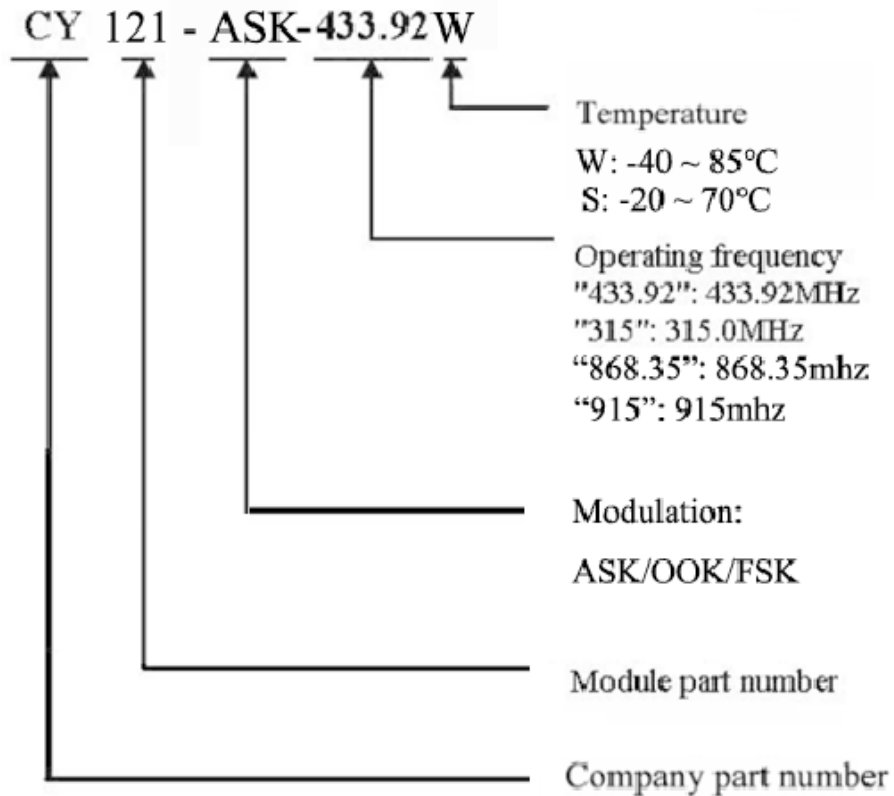 CY 121 - ASK-433.92 W
Temperature
W: -40 ~ 85°C
S: -20 ~ 70°C
Operating frequency
"433.92": 433.92MHz
"315": 315.0MHz
“868.35”: 868.35mhz
“915”: 915mhz
Modulation:
ASK/OOK/FSK
Module part number
Company part number